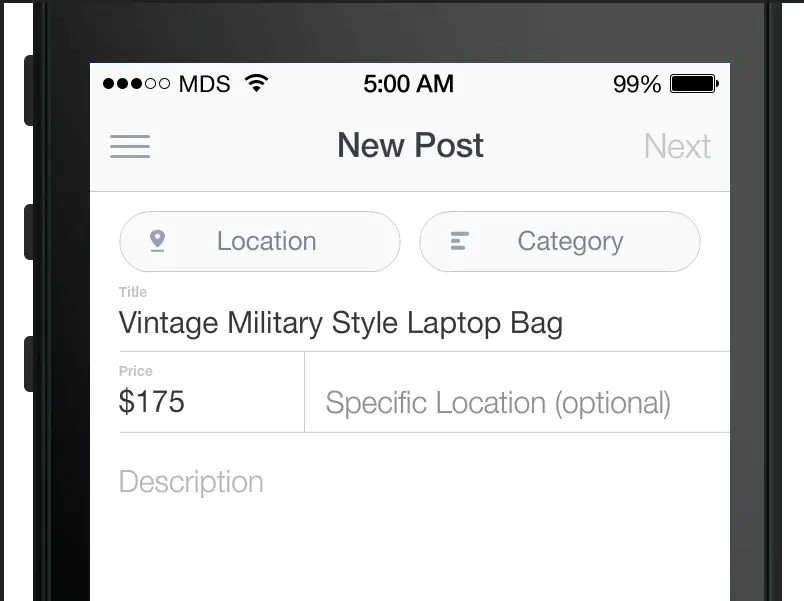 MDS 5:00 AM 99%
New Post Next
Location Category
Title
Vintage Military Style Laptop Bag
Price
$175 Specific Location (optional)
Description